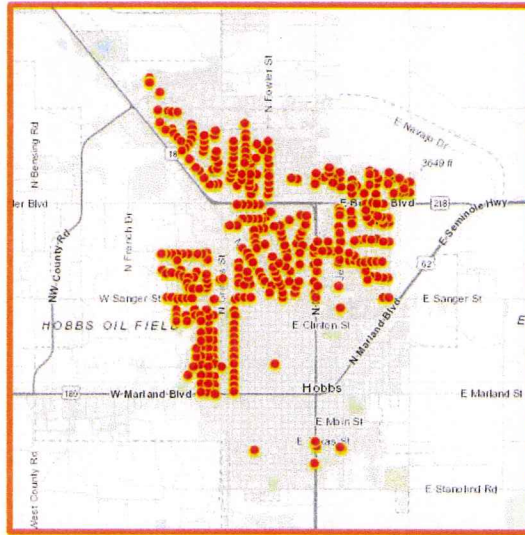 N Fowler St
N Bensing Rd
E Navajo Dr
3649 ft
18
218
E Seminole Hwy
Blvd
NW County Rd
N French Dr
62
W Sanger St
E Sanger St
HOBBS OIL FIELD
E Clinton St
N Marland Blvd
180
W Marland Blvd
Hobbs
E Marland St
E Main St
St
E Stanolind Rd
West County Rd